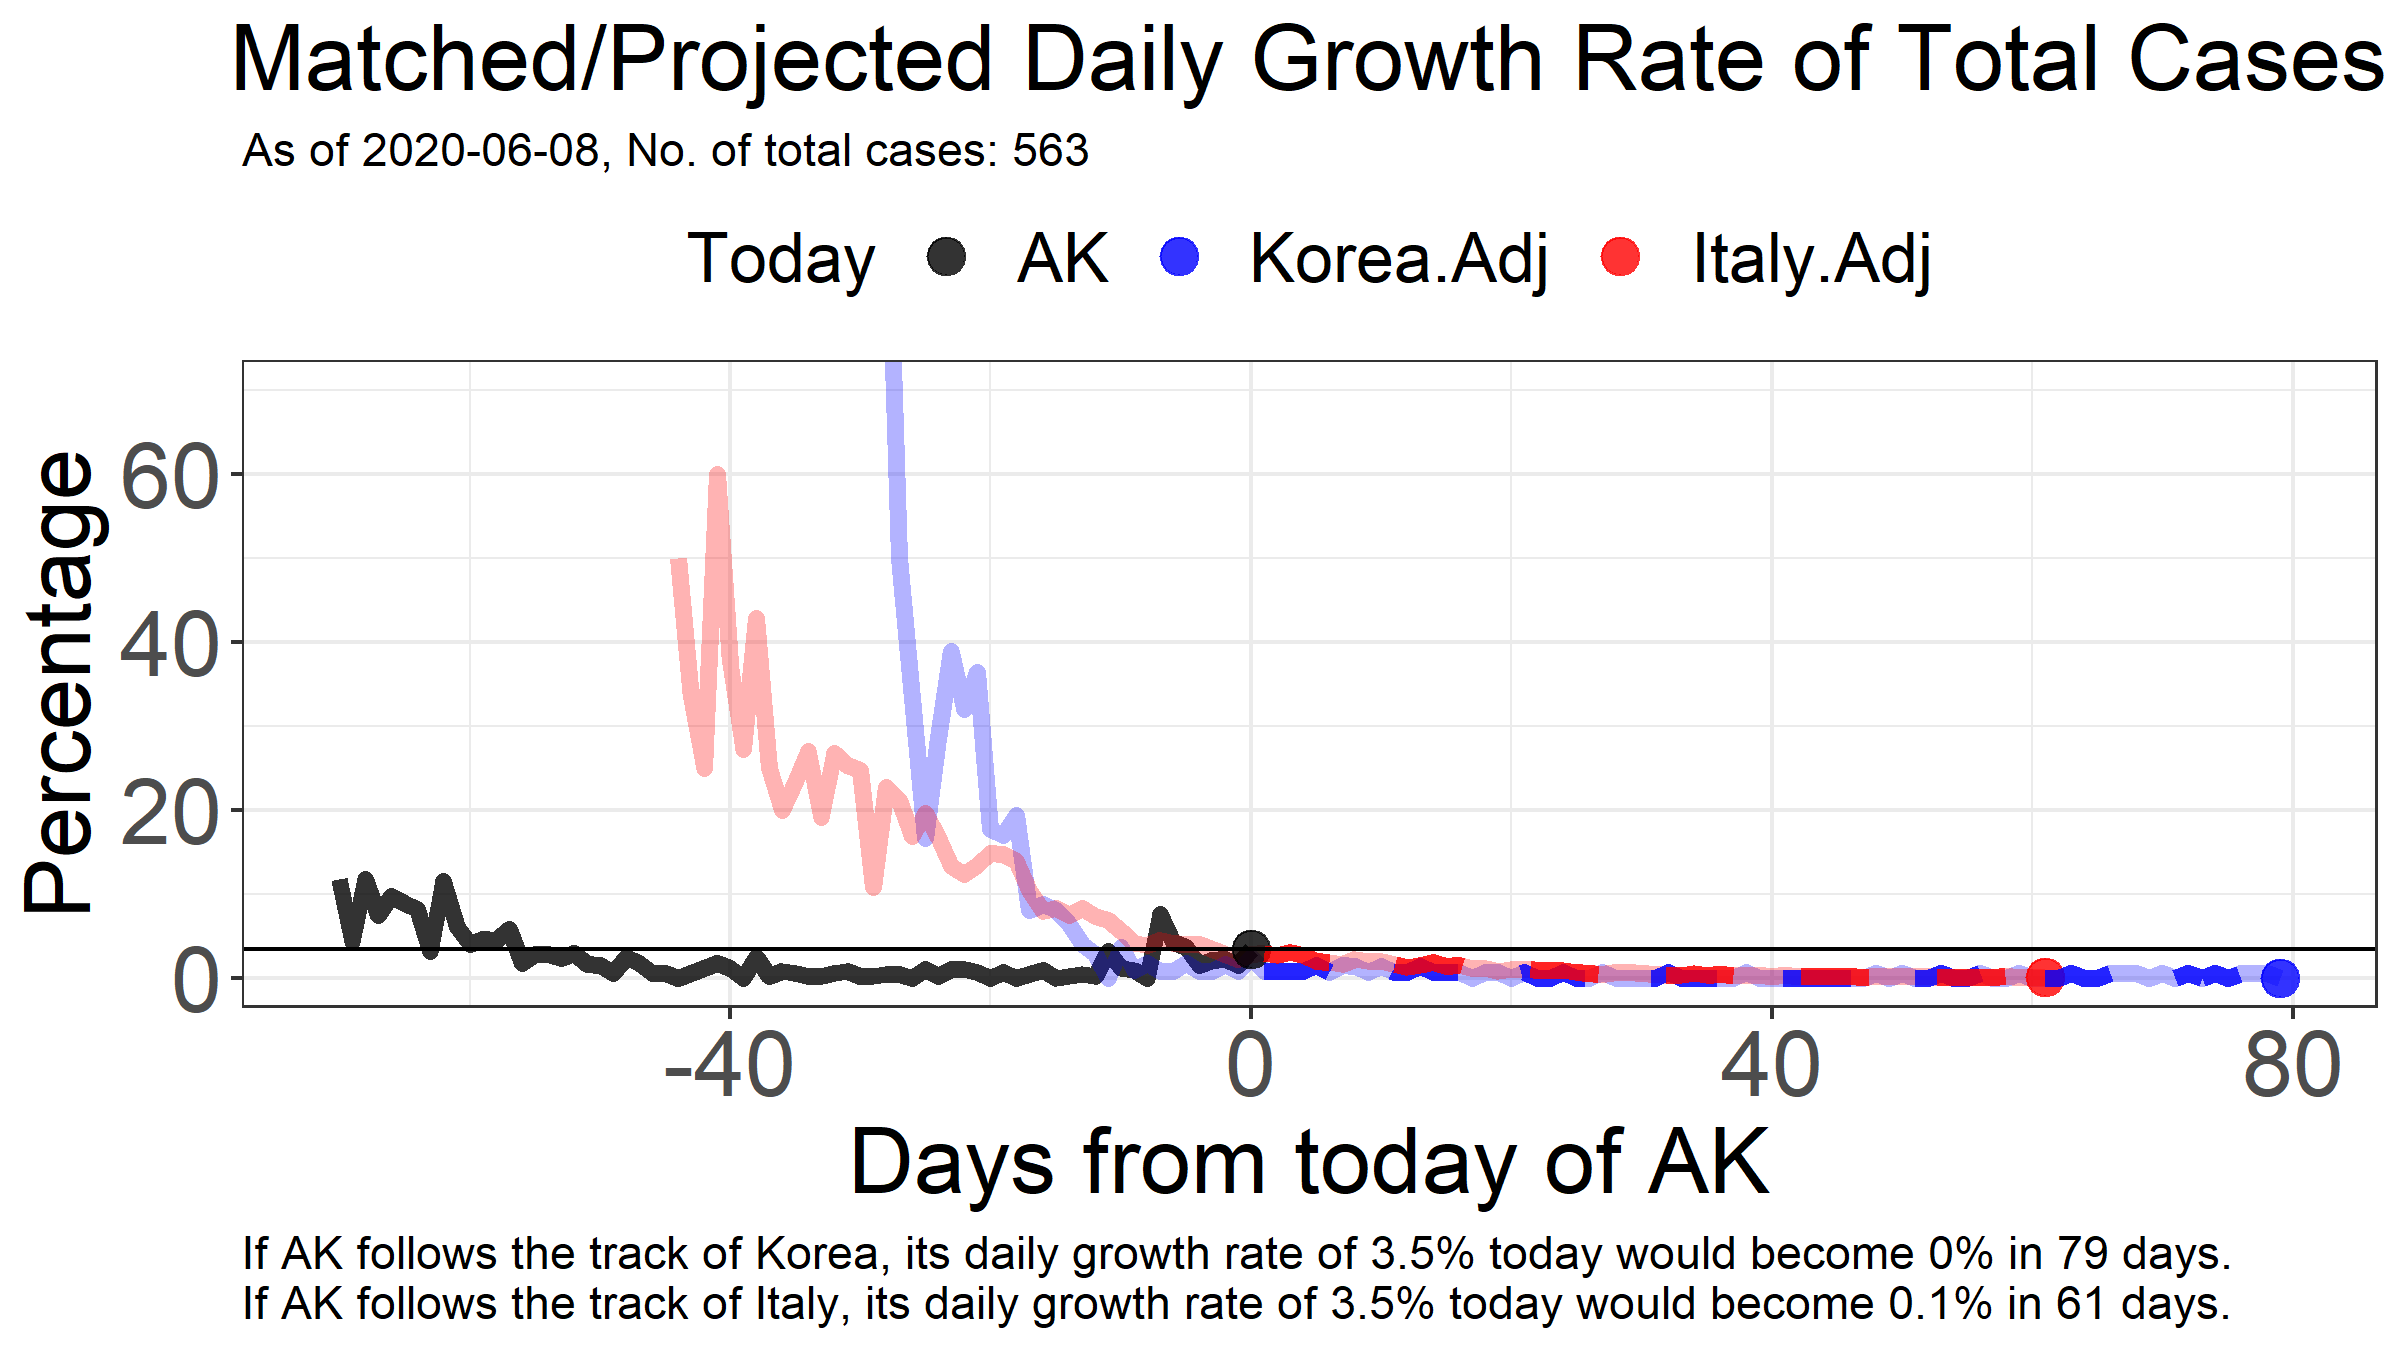 Matched/Projected Daily Growth Rate of Total Cases
As of 2020-06-08, No. of total cases: 563
Today AK Korea.Adj Italy.Adj
Percentage
60
40
20
0
-40 0 40 80
Days from today of AK
If AK follows the track of Korea, its daily growth rate of 3.5% today would become 0% in 79 days.
If AK follows the track of Italy, its daily growth rate of 3.5% today would become 0.1% in 61 days.